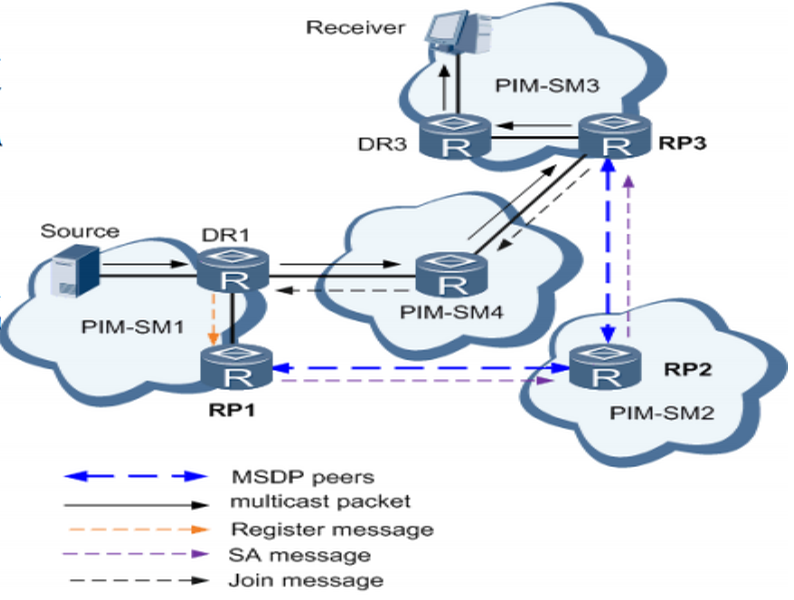 Receiver
PIM-SM3
DR3
R
R
RP3
Source
DR1
R
R
PIM-SM4
PIM-SM1
R
R
RP2
RP1
PIM-SM2
MSDP peers
multicast packet
Register message
SA message
Join message